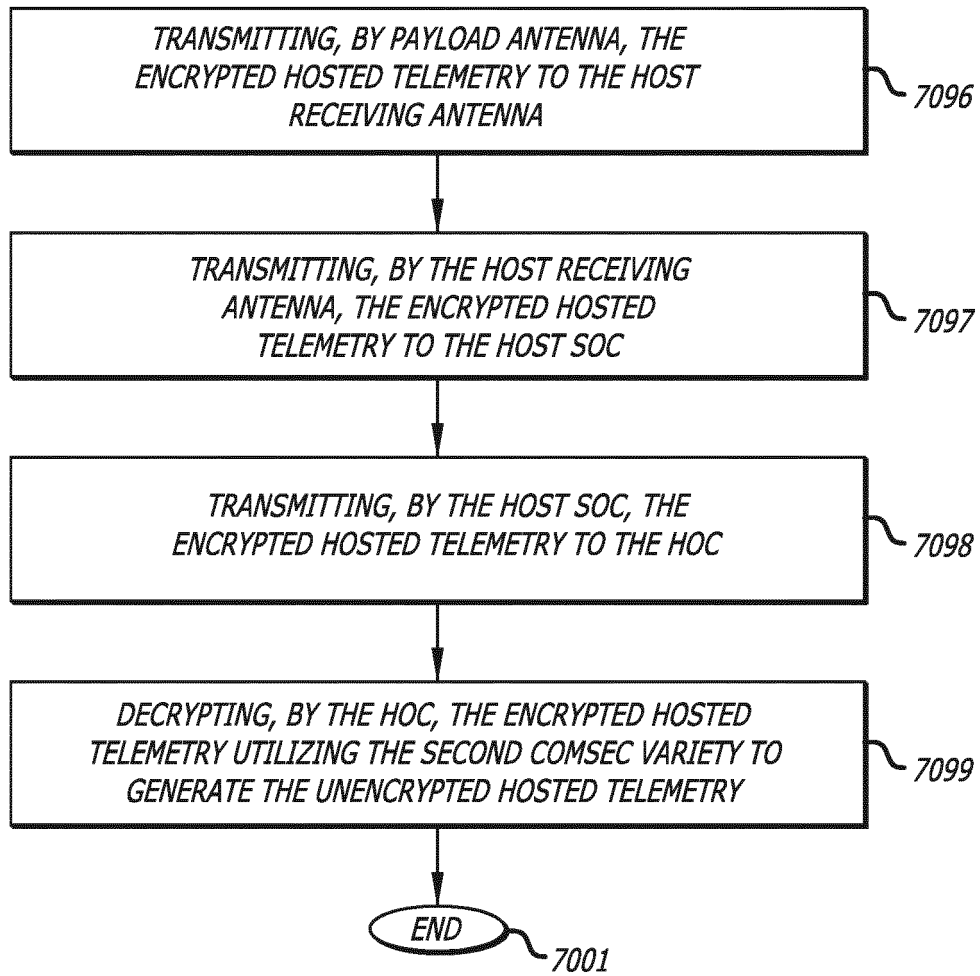 TRANSMITTING, BY PAYLOAD ANTENNA, THE
ENCRYPTED HOSTED TELEMETRY TO THE HOST
RECEIVING ANTENNA
7096
TRANSMITTING, BY THE HOST RECEIVING
ANTENNA, THE ENCRYPTED HOSTED
TELEMETRY TO THE HOST SOC
7097
TRANSMITTING, BY THE HOST SOC, THE
ENCRYPTED HOSTED TELEMETRY TO THE HOC
7098
DECRYPTING, BY THE HOC, THE ENCRYPTED HOSTED
TELEMETRY UTILIZING THE SECOND COMSEC VARIETY TO
GENERATE THE UNENCRYPTED HOSTED TELEMETRY
7099
END
7001